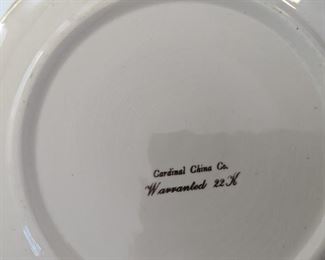 Cardinal China Co.
Warranted 22K